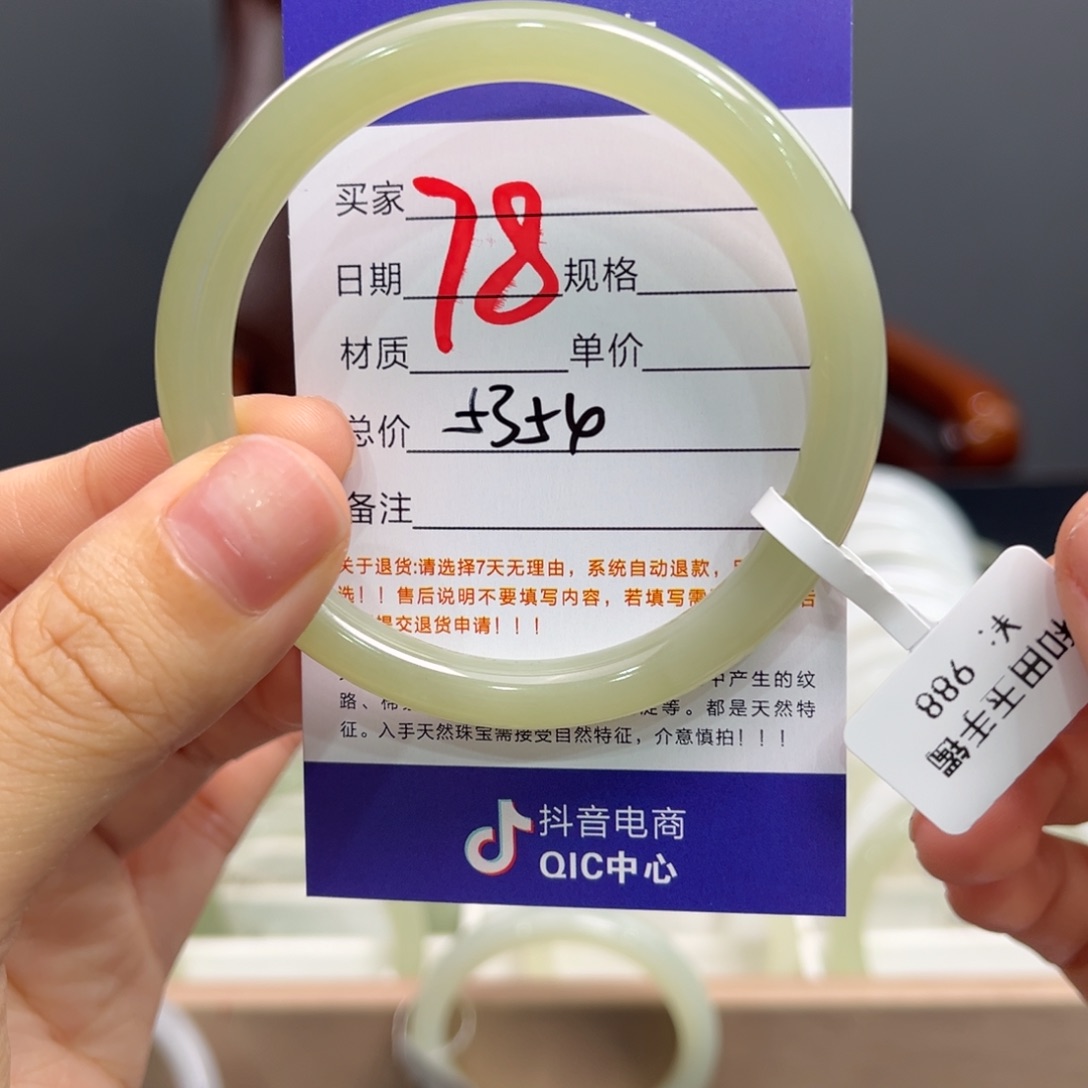 买家 78
日期 规格
材质 单价
总价
备注
关于退货:请选择7天无理由，系统自动退款，
选！！售后说明不要填写内容，若填写需 后
提交退货申请！！！
中产生的纹
路、 等。都是天然特
征。入手天然珠宝需接受自然特征，介意慎拍！！！
抖音电商
QIC中心
和田玉手镯